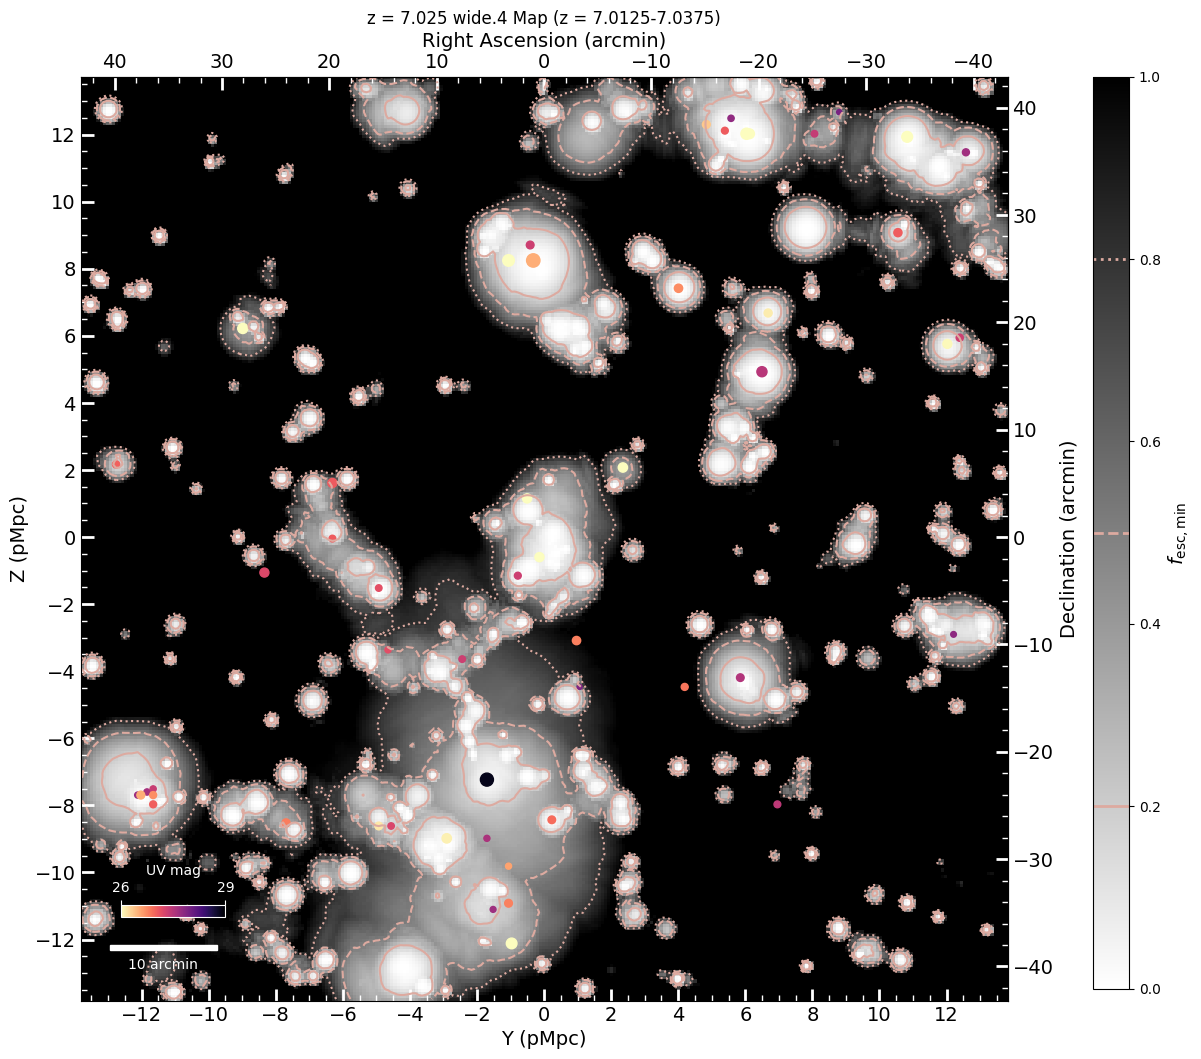 z = 7.025 wide.4 Map (z = 7.0125-7.0375)
Right Ascension (arcmin)
40 30 20 10 0 −10 −20 −30 −40
12
10
8
6
4
2
0
−2
−4
−6
−8
−10
−12
Z (pMpc)
40
30
20
10
0
−10
−20
−30
−40
Declination (arcmin)
1.0
0.8
0.6
0.4
0.2
0.0
fesc,min
UV mag
26 29
10 arcmin
−12 −10 −8 −6 −4 −2 0 2 4 6 8 10 12
Y (pMpc)